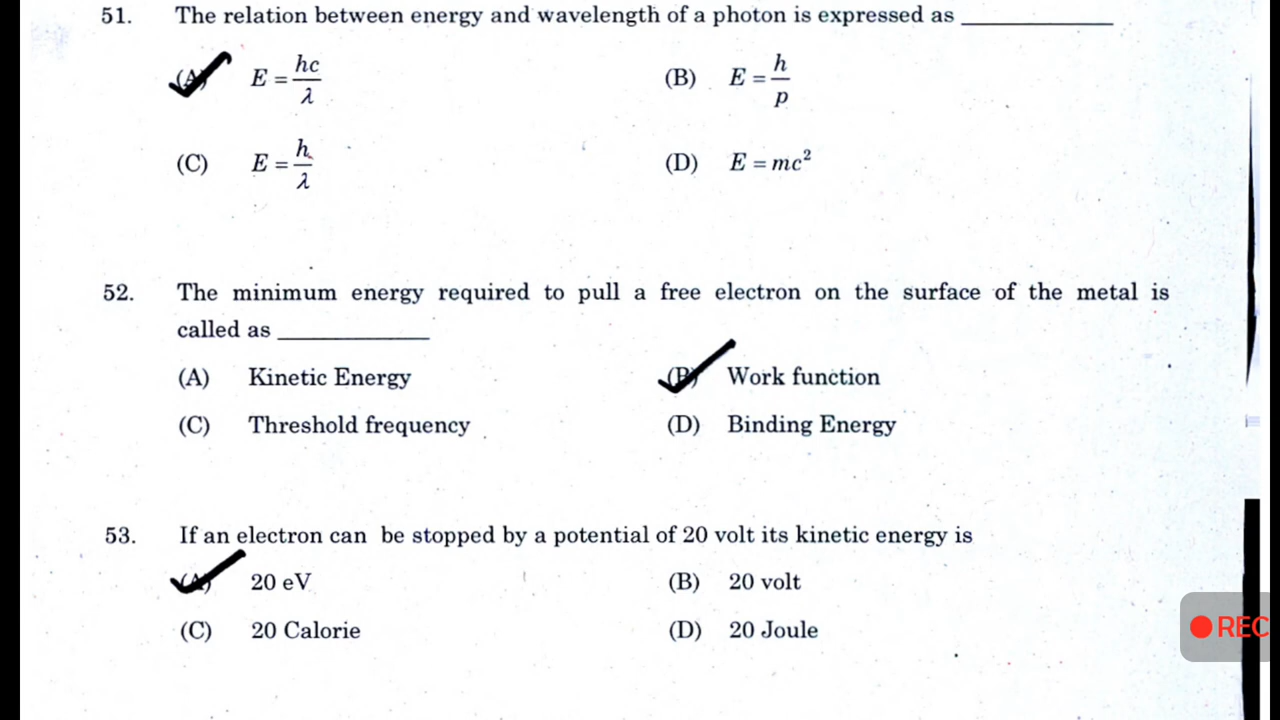 51. The relation between energy and wavelength of a photon is expressed as ___________
(A) E = hc/λ (B) E = h/p
(C) E = h/λ (D) E = mc²
52. The minimum energy required to pull a free electron on the surface of the metal is
called as ___________
(A) Kinetic Energy (B) Work function
(C) Threshold frequency (D) Binding Energy
53. If an electron can be stopped by a potential of 20 volt its kinetic energy is
(A) 20 eV (B) 20 volt
(C) 20 Calorie (D) 20 Joule
REC